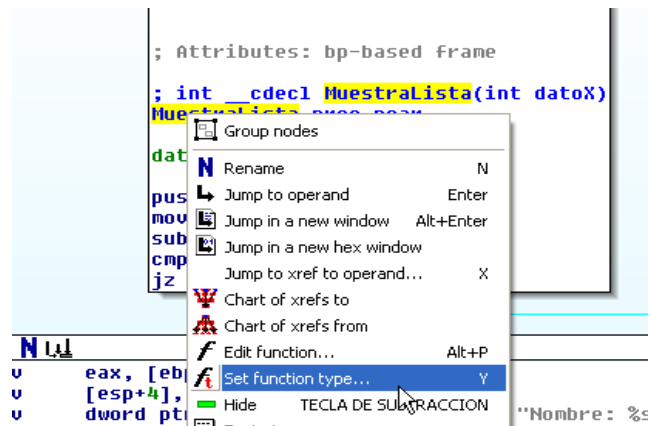 ; Attributes: bp-based frame
; int __cdecl MuestraLista(int datoX)
MuestraLista proc near
Group nodes
dat
N Rename N
pus
Jump to operand Enter
mov
Jump in a new window Alt+Enter
sub
Jump in a new hex window
cmp
Jump to xref to operand... X
jz
Chart of xrefs to
Chart of xrefs from
N
f Edit function... Alt+P
v eax, [ebp
ft Set function type... Y
v [esp+4],
Hide TECLA DE SUBTRACCION
v dword ptr "Nombre: %s